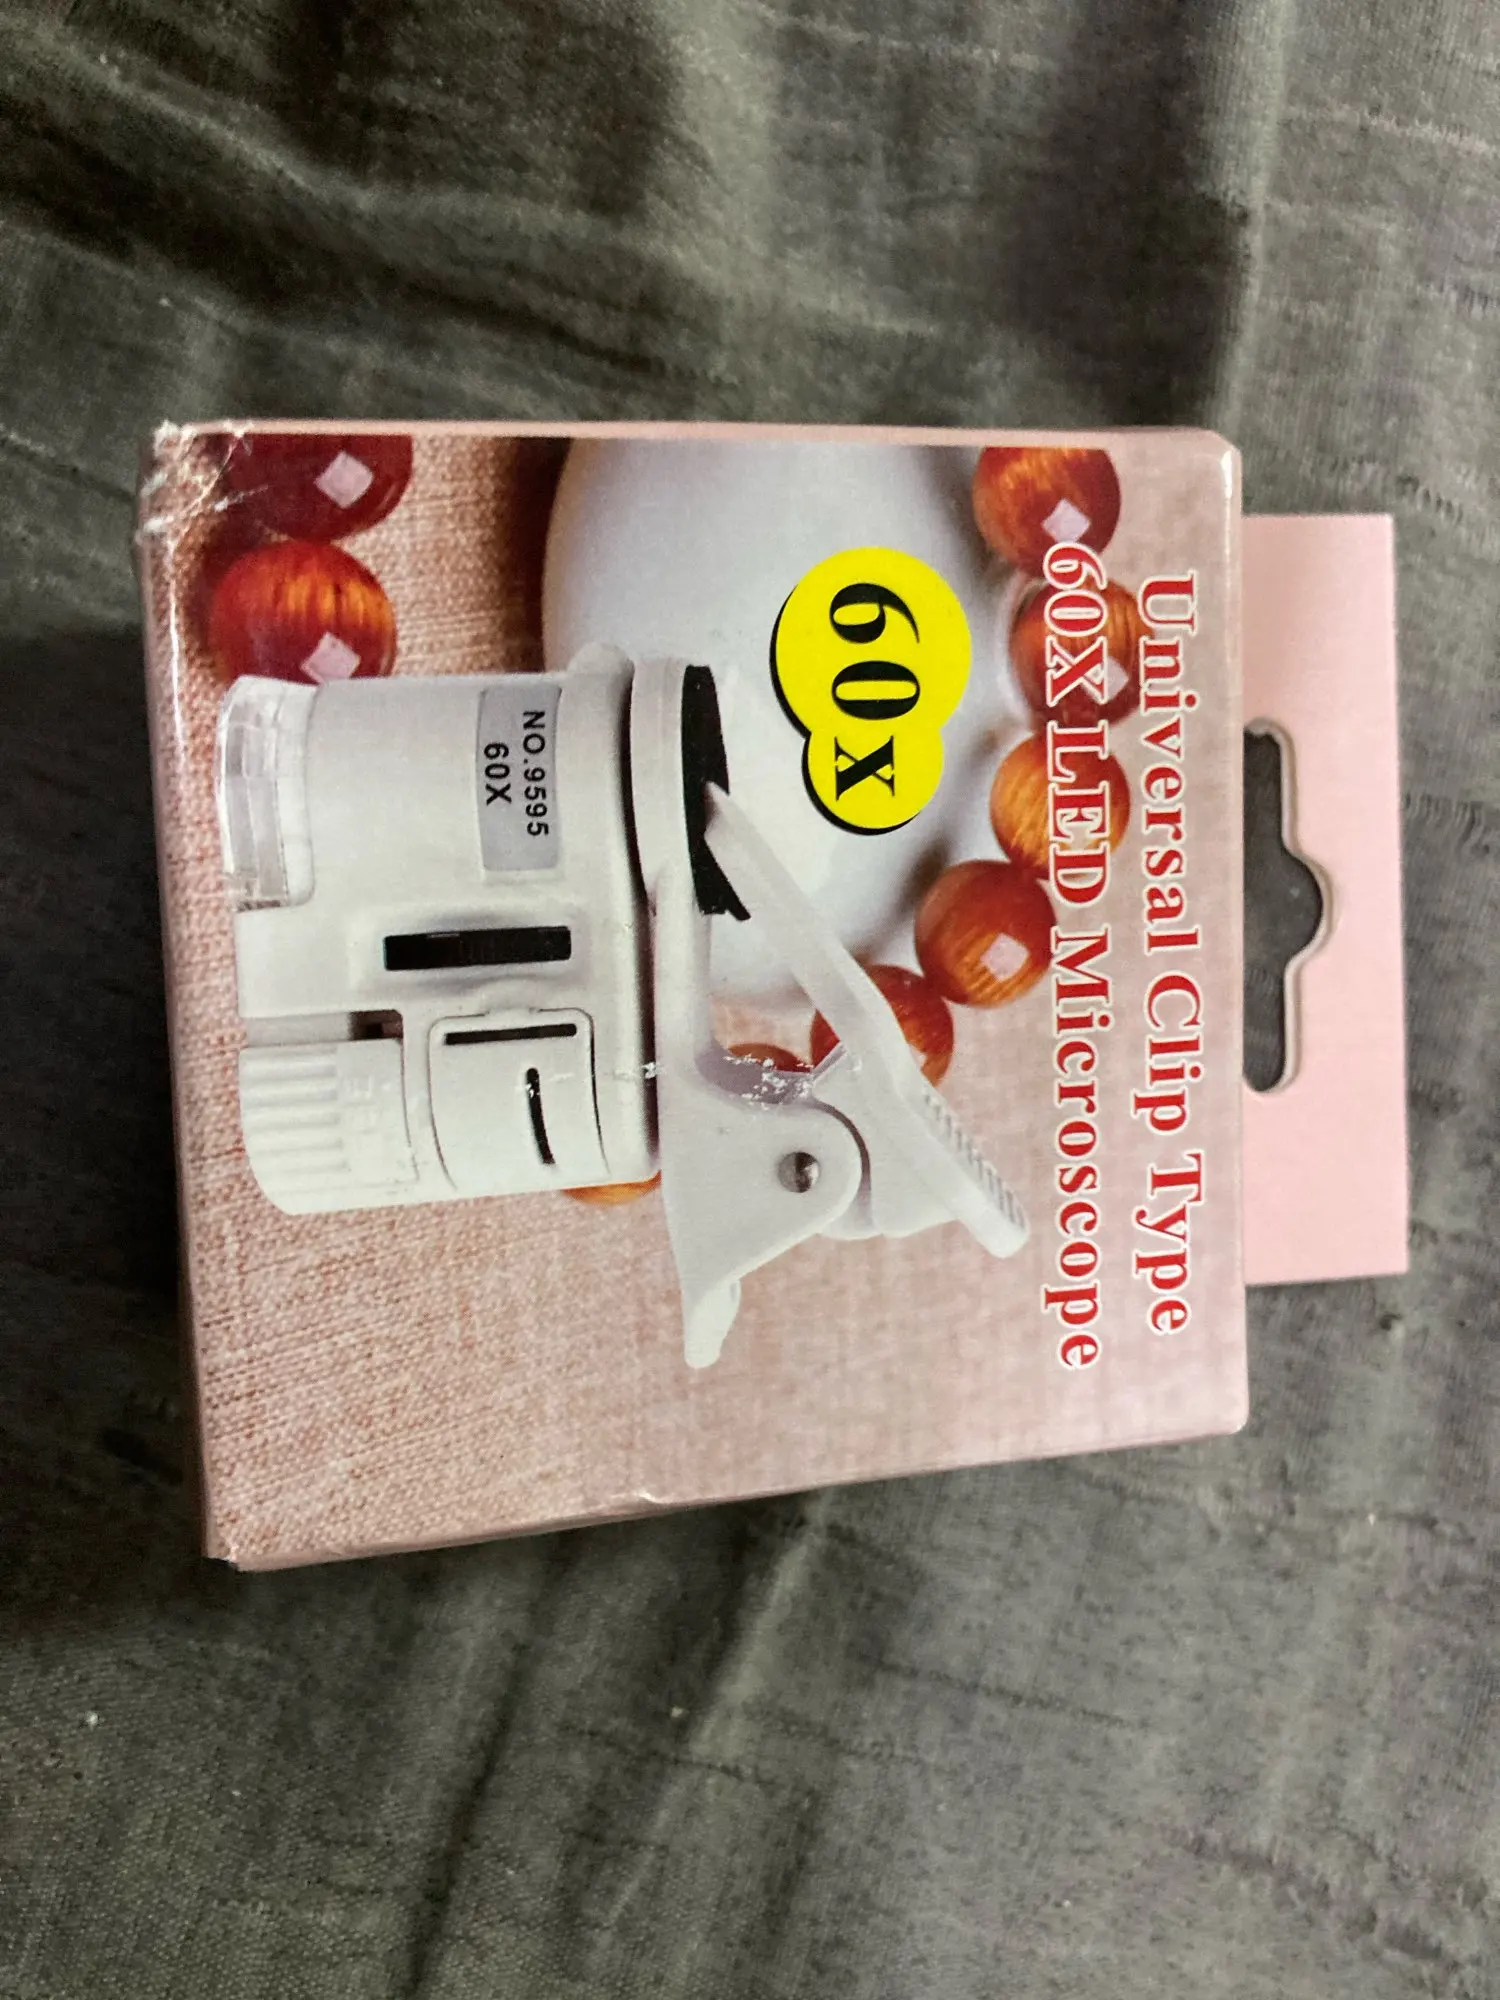 Universal Clip Type
60X LED Microscope
60x
NO.9595
60X